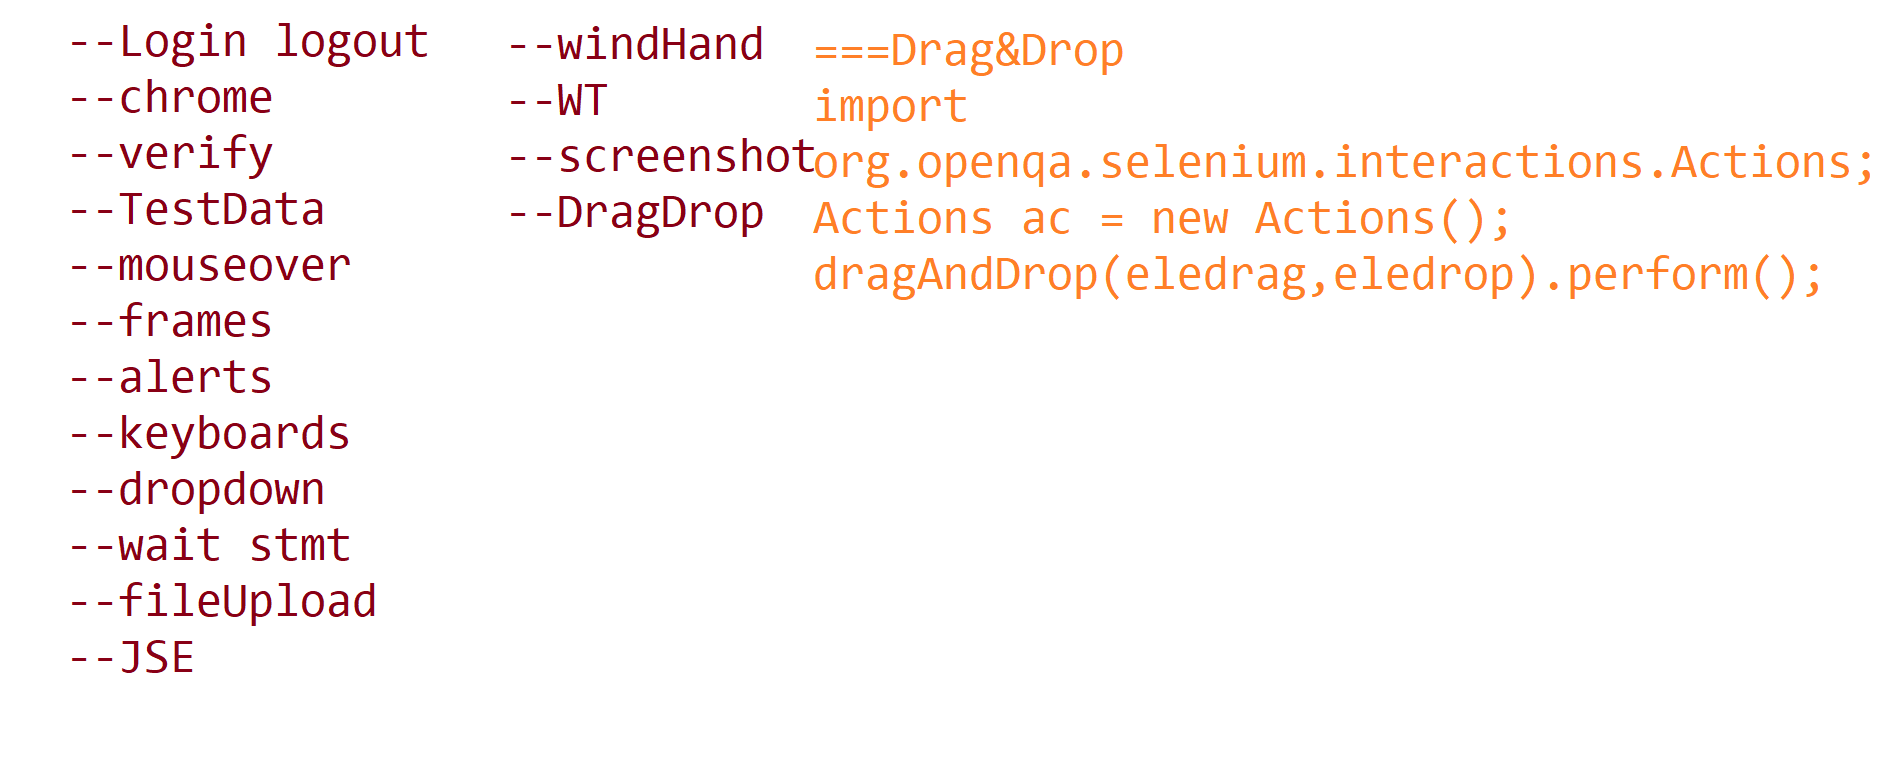 --Login logout
--chrome
--verify
--TestData
--mouseover
--frames
--alerts
--keyboards
--dropdown
--wait stmt
--fileUpload
--JSE
--windHand
--WT
--screenshot
--DragDrop
===Drag&Drop
import
org.openqa.selenium.interactions.Actions;
Actions ac = new Actions();
dragAndDrop(eledrag,eledrop).perform();